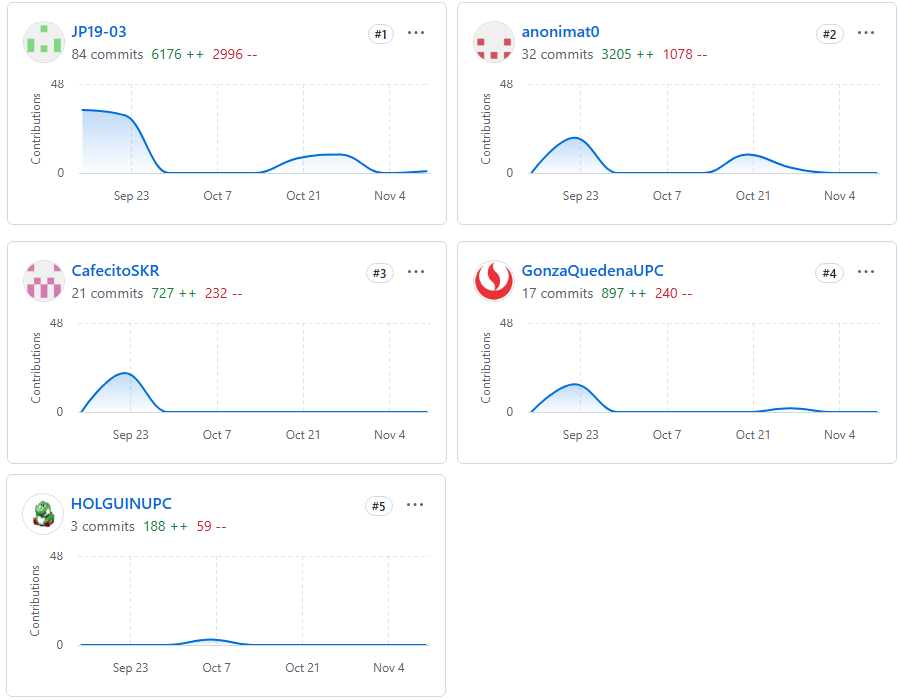 JP19-03 #1 ...
84 commits 6176 ++ 2996 --
48
Contributions
0
Sep 23 Oct 7 Oct 21 Nov 4
anonimat0 #2 ...
32 commits 3205 ++ 1078 --
48
Contributions
0
Sep 23 Oct 7 Oct 21 Nov 4
CafecitoSKR #3 ...
21 commits 727 ++ 232 --
48
Contributions
0
Sep 23 Oct 7 Oct 21 Nov 4
GonzaQuedenaUPC #4 ...
17 commits 897 ++ 240 --
48
Contributions
0
Sep 23 Oct 7 Oct 21 Nov 4
HOLGUINUPC #5 ...
3 commits 188 ++ 59 --
48
Contributions
0
Sep 23 Oct 7 Oct 21 Nov 4